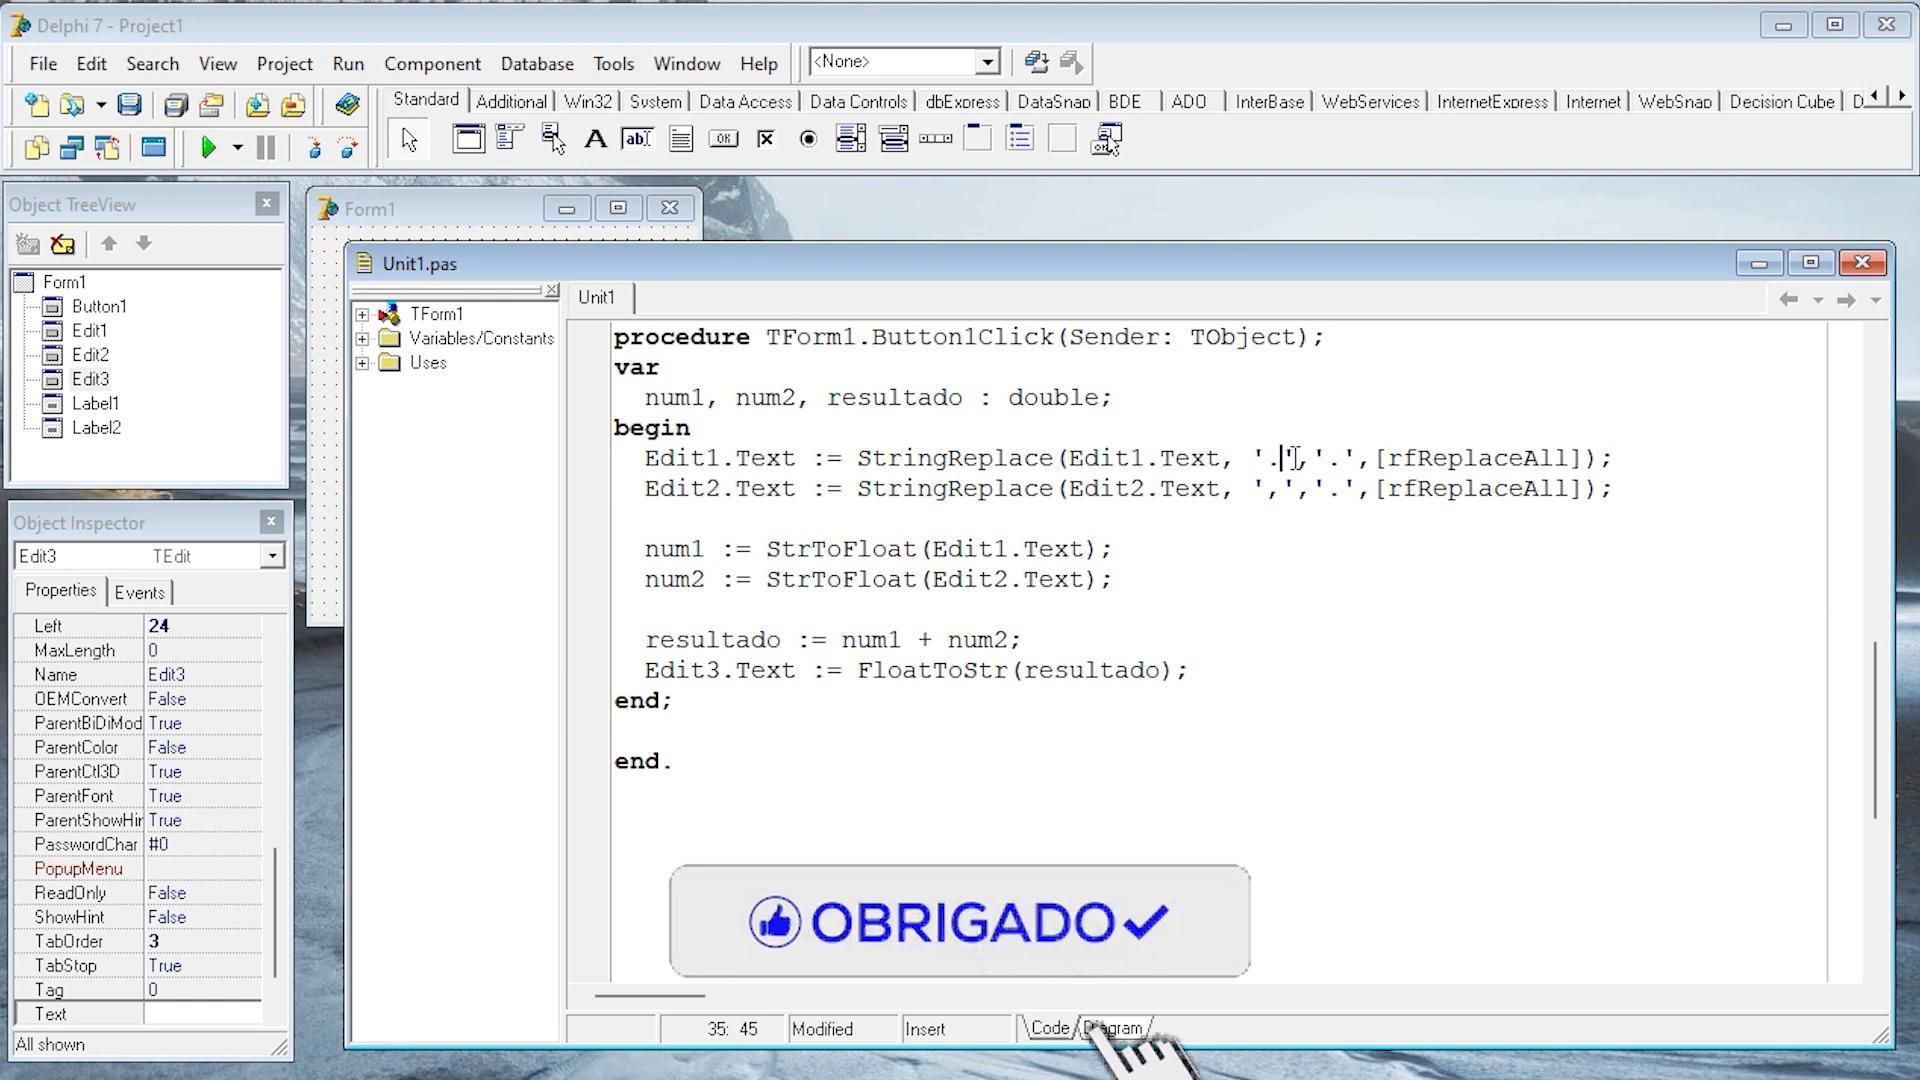 Delphi 7 - Project1
File Edit Search View Project Run Component Database Tools Window Help <None>
Standard Additional Win32 System Data Access Data Controls dbExpress DataSnap BDE ADO InterBase WebServices InternetExpress Internet WebSnap Decision Cube D
Object TreeView
Form1
Button1
Edit1
Edit2
Edit3
Label1
Label2
Object Inspector
Edit3 TEdit
Properties Events
Left 24
MaxLength 0
Name Edit3
OEMConvert False
ParentBiDiMod True
ParentColor False
ParentCtl3D True
ParentFont True
ParentShowHir True
PasswordChar #0
PopupMenu
ReadOnly False
ShowHint False
TabOrder 3
TabStop True
Tag 0
Text
All shown
Form1
Unit1.pas
TForm1
Variables/Constants
Uses
Unit1
procedure TForm1.Button1Click(Sender: TObject);
var
num1, num2, resultado : double;
begin
Edit1.Text := StringReplace(Edit1.Text, '.','.',[rfReplaceAll]);
Edit2.Text := StringReplace(Edit2.Text, ',','.',[rfReplaceAll]);
num1 := StrToFloat(Edit1.Text);
num2 := StrToFloat(Edit2.Text);
resultado := num1 + num2;
Edit3.Text := FloatToStr(resultado);
end;
end.
OBRIGADO
35: 45 Modified Insert Code Diagram